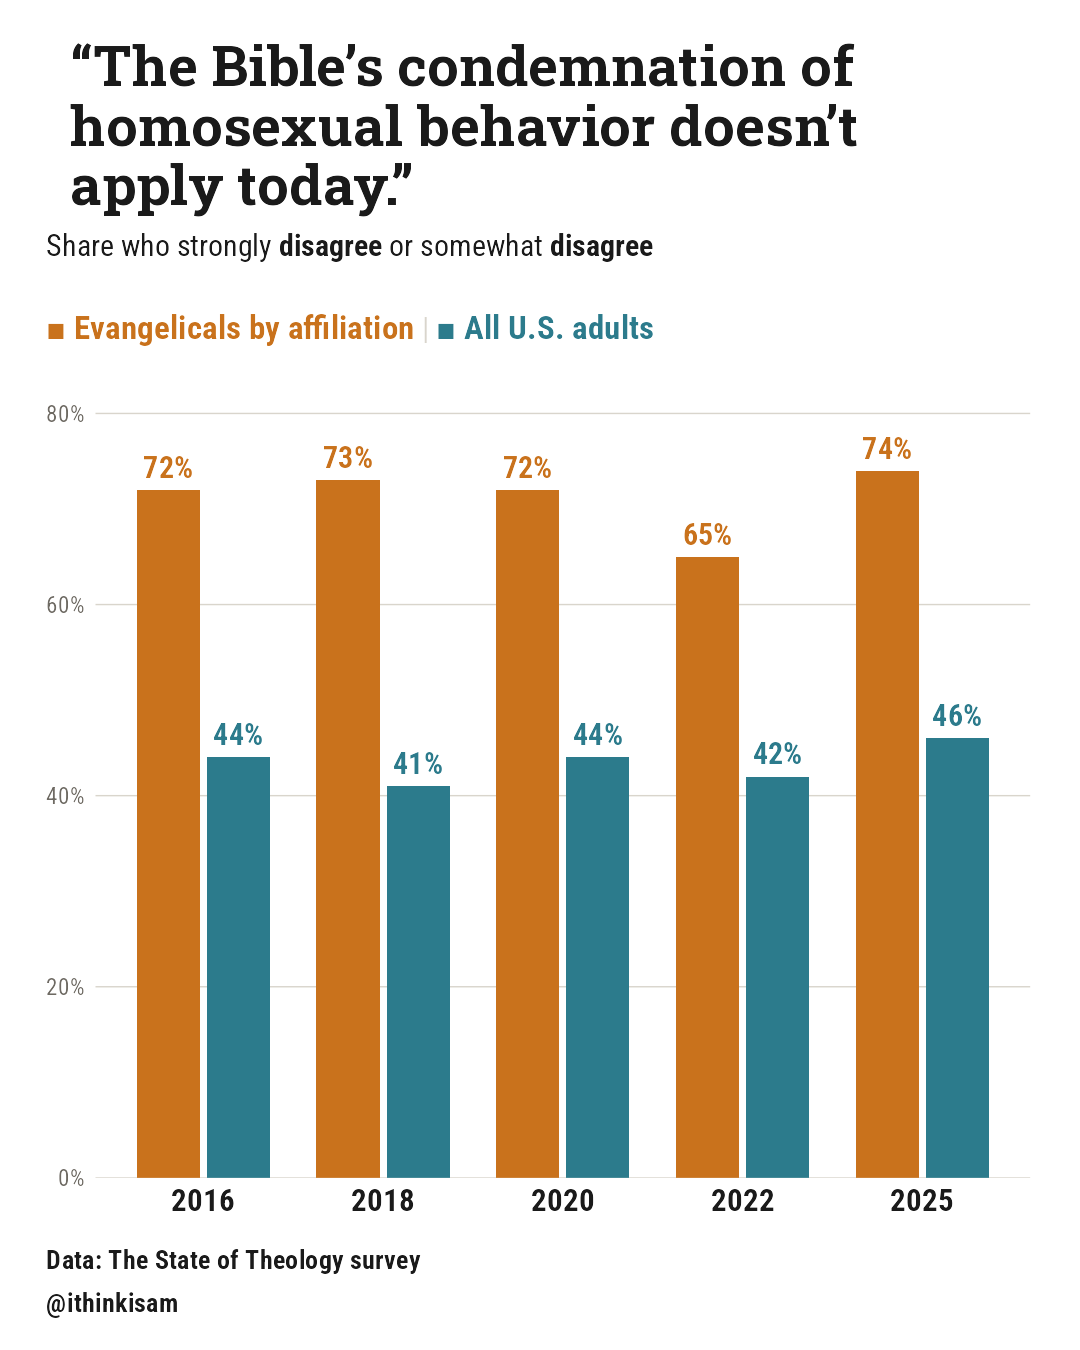 “The Bible’s condemnation of
homosexual behavior doesn’t
apply today.”
Share who strongly disagree or somewhat disagree
■ Evangelicals by affiliation | ■ All U.S. adults
80%
72% 73% 72% 65% 74%
60%
44% 41% 44% 42% 46%
40%
20%
0%
2016 2018 2020 2022 2025
Data: The State of Theology survey
@ithinkisam